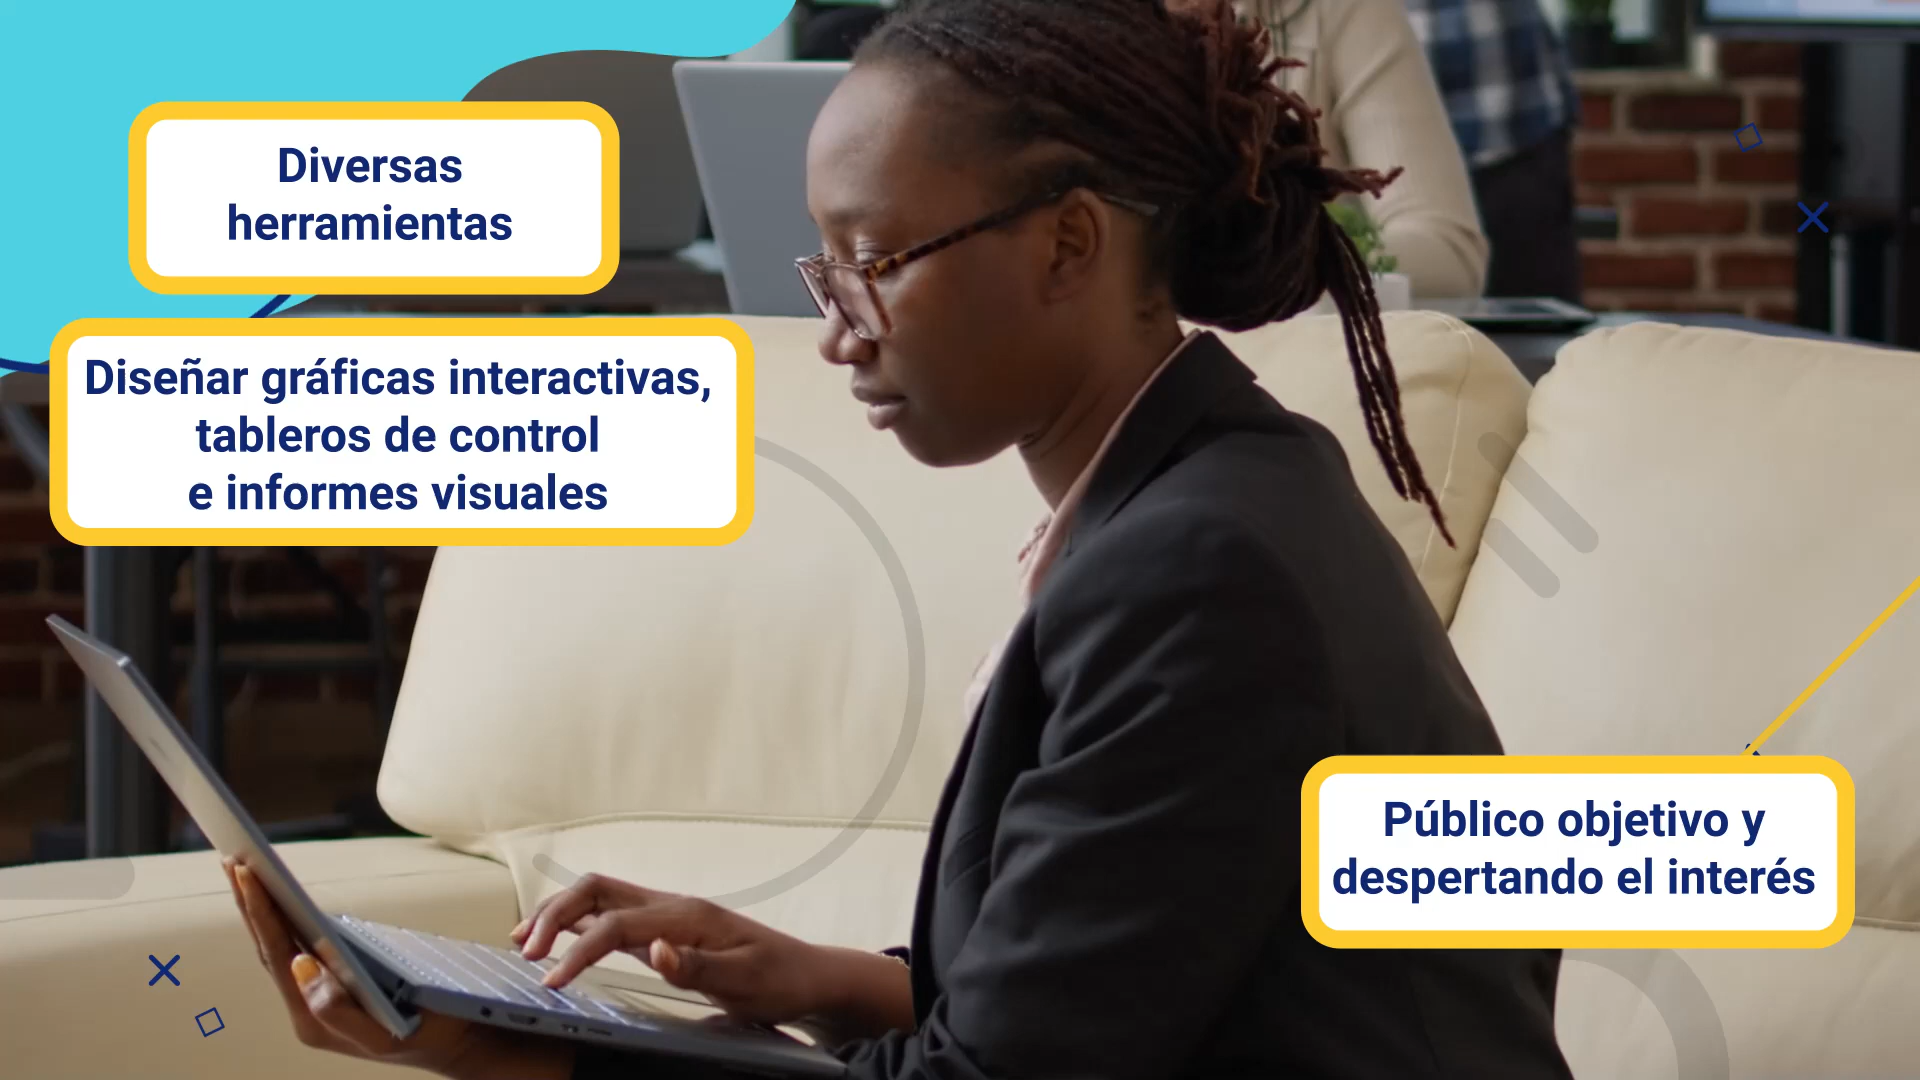 Diversas
herramientas
Diseñar gráficas interactivas,
tableros de control
e informes visuales
Público objetivo y
despertando el interés